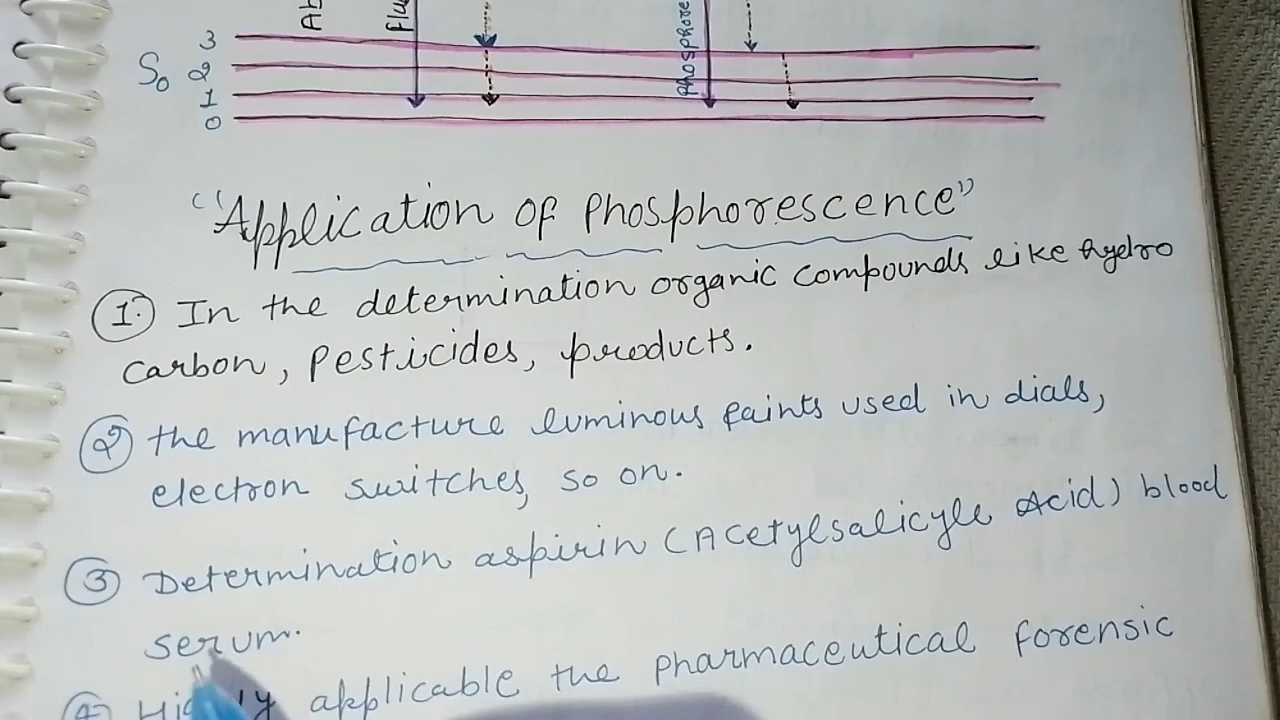 Ab
flu
phosphore
3
S₀ 2
1
0
"Application of Phosphorescence"
1. In the determination organic compounds like hydro
carbon, Pesticides, products.
2 the manufacture luminous paints used in dials,
electron switches, so on.
3 Determination aspirin (Acetylsalicyle Acid) blood
serum.
4 applicable the pharmaceutical forensic